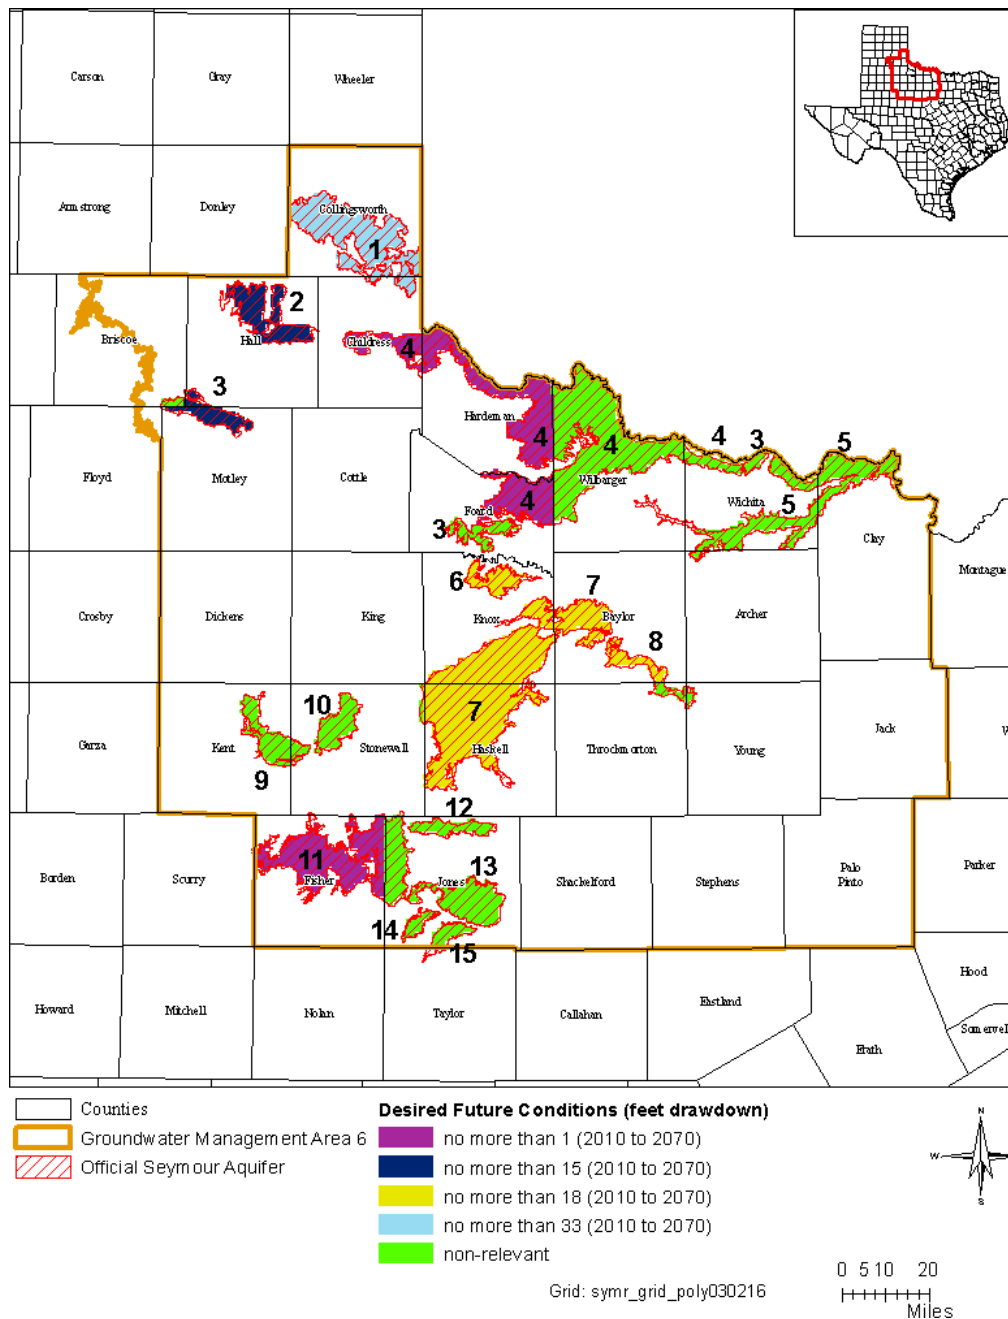 Carson
Gray
Wheeler
Armstrong
Donley
Collingsworth
1
2
Briscoe
Hall
Childress
4
3
Hardeman
4
4
4
3
5
Floyd
Motley
Cottle
Wilbarger
Wichita
5
4
Foard
3
Clay
Montague
6
7
Crosby
Dickens
King
Knox
Baylor
Archer
8
10
7
Garza
Kent
Stonewall
Haskell
Throckmorton
Young
Jack
9
12
11
13
Borden
Scurry
Fisher
Jones
Shackelford
Stephens
Palo
Pinto
Parker
14
15
Hood
Howard
Mitchell
Nolan
Taylor
Callahan
Eastland
Somervell
Erath
Counties
Groundwater Management Area 6
Official Seymour Aquifer
Desired Future Conditions (feet drawdown)
no more than 1 (2010 to 2070)
no more than 15 (2010 to 2070)
no more than 18 (2010 to 2070)
no more than 33 (2010 to 2070)
non-relevant
N
W
S
Grid: symr_grid_poly030216
0 5 10 20
Miles